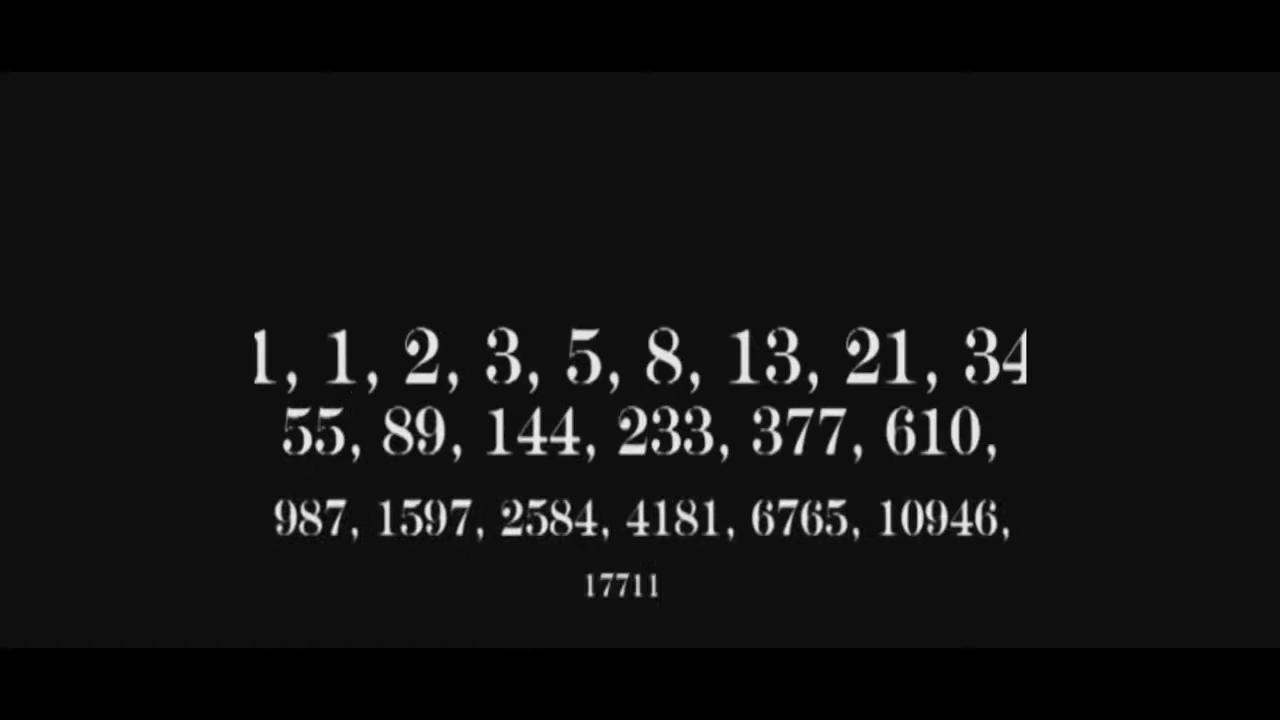 1, 1, 2, 3, 5, 8, 13, 21, 34
55, 89, 144, 233, 377, 610,
987, 1597, 2584, 4181, 6765, 10946,
17711